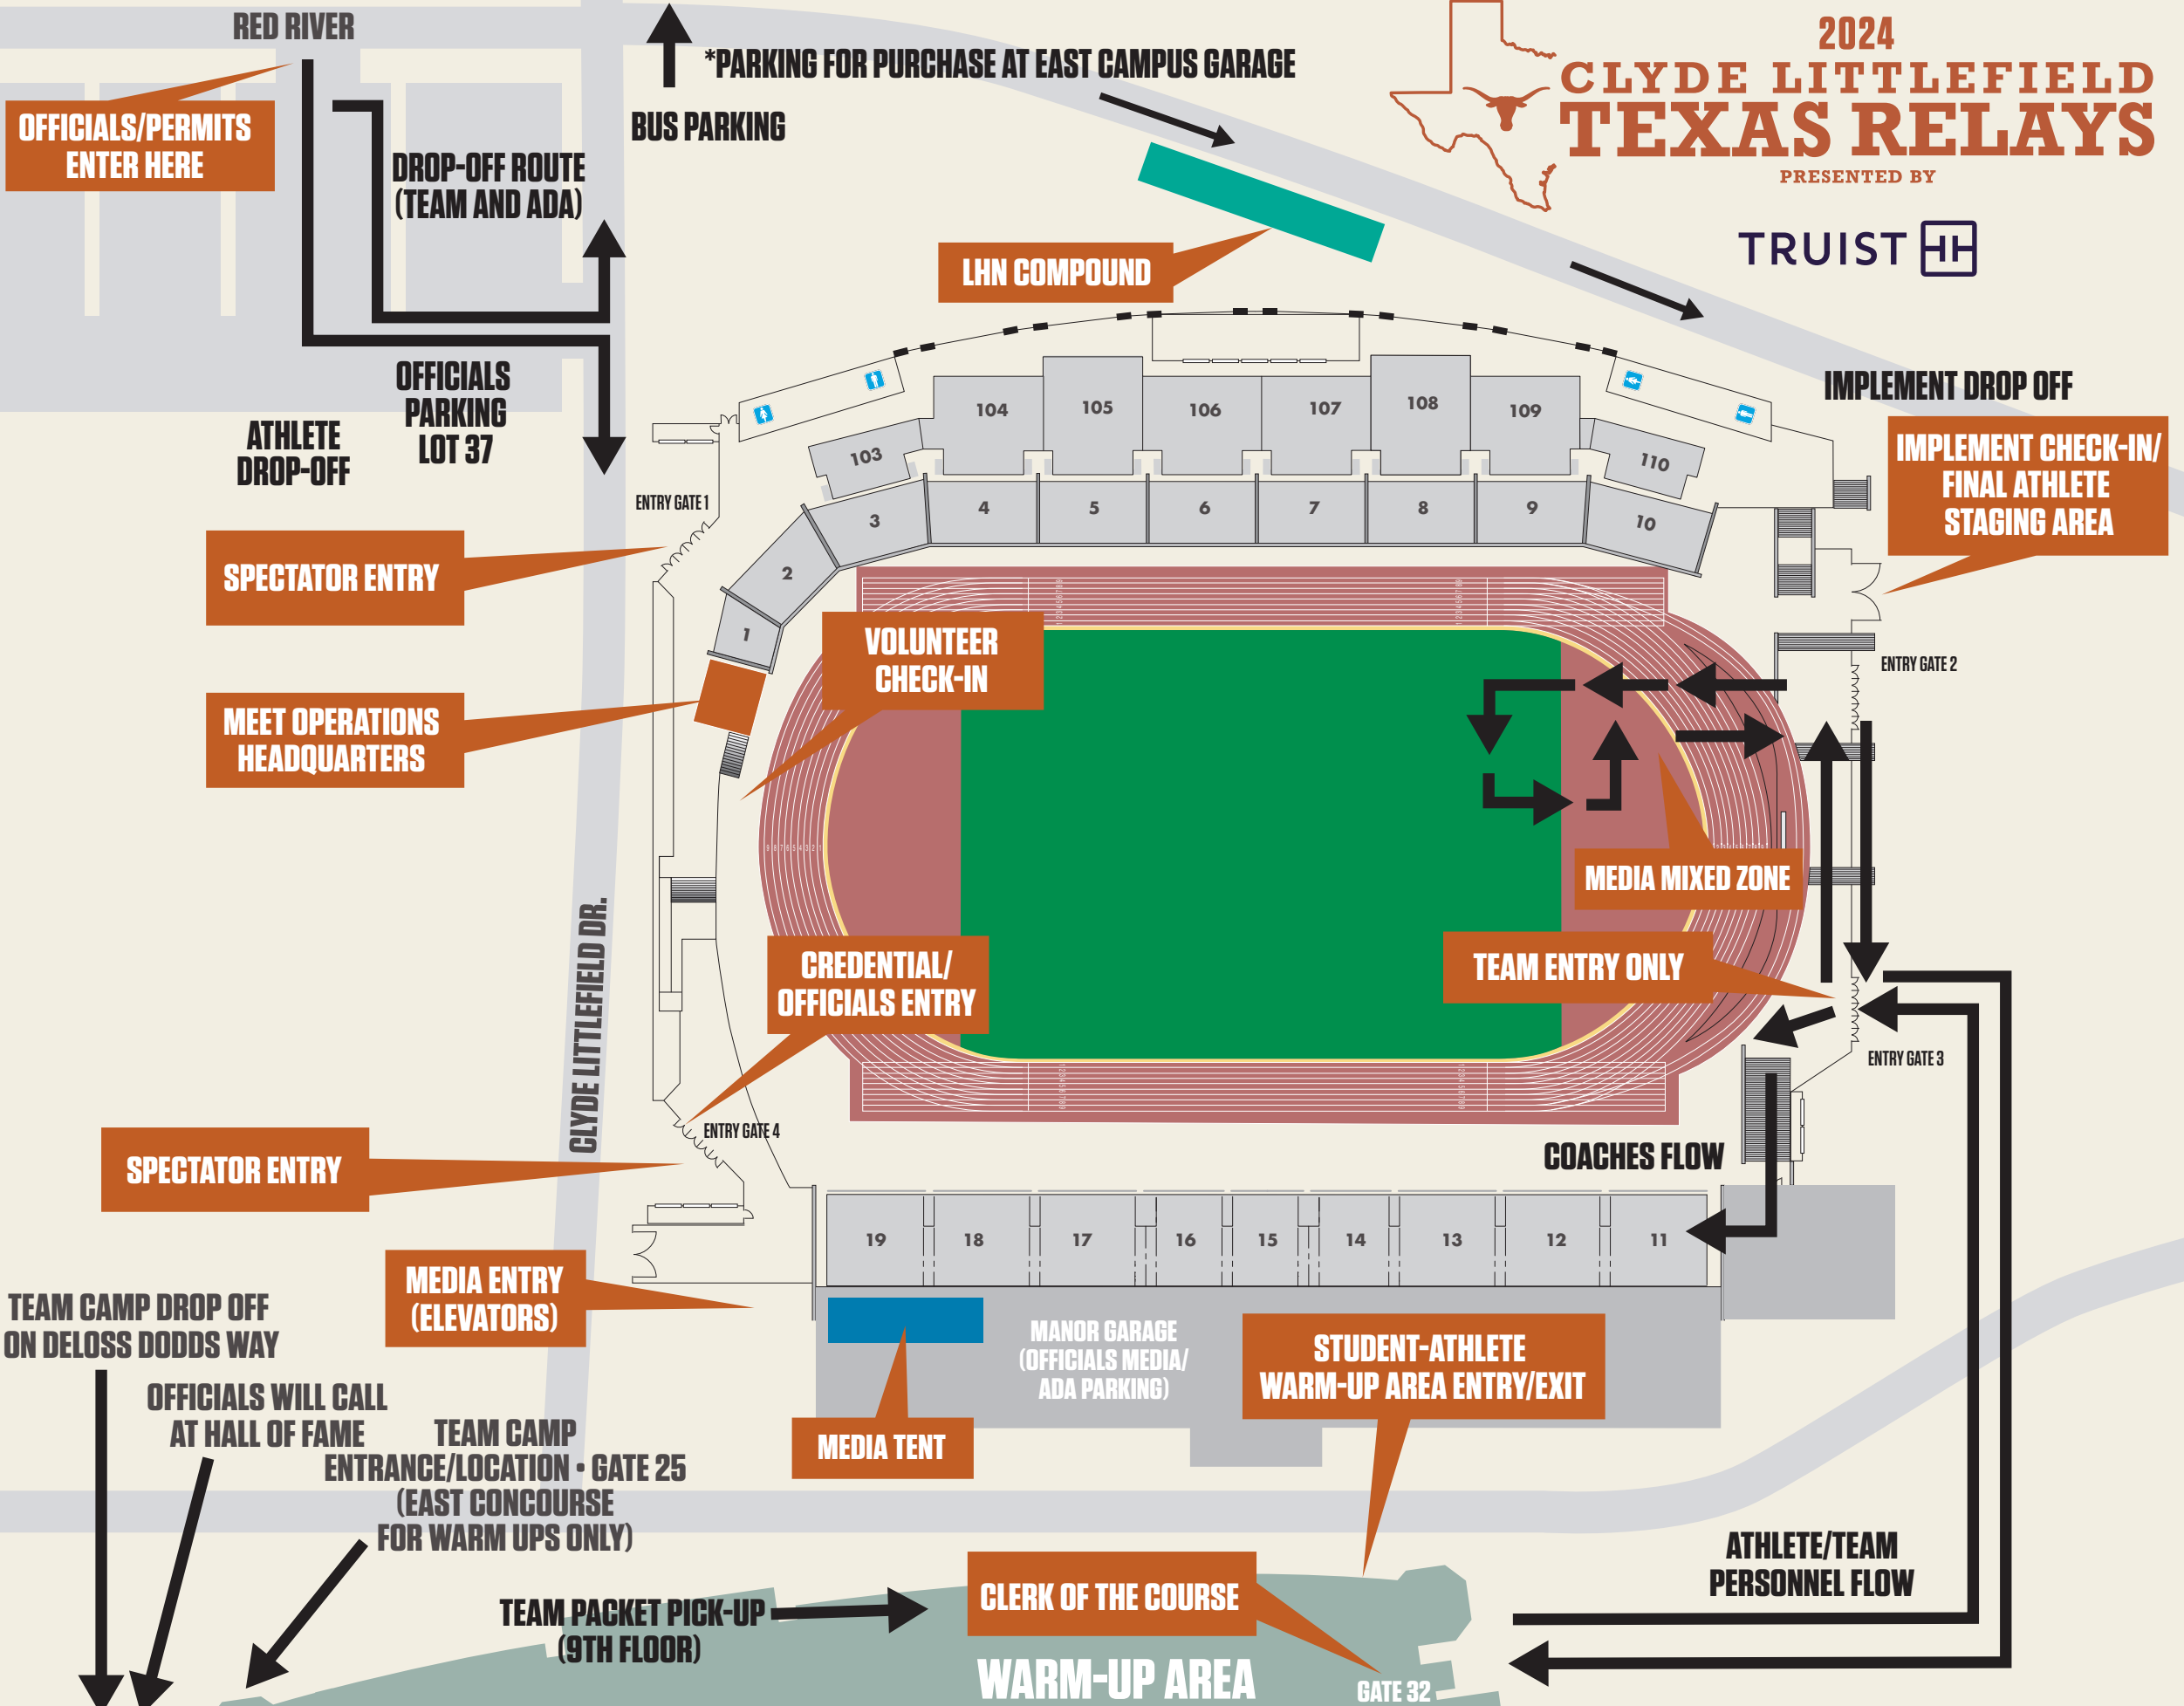 RED RIVER
*PARKING FOR PURCHASE AT EAST CAMPUS GARAGE
BUS PARKING
2024
CLYDE LITTLEFIELD
TEXAS RELAYS
PRESENTED BY
TRUIST
OFFICIALS/PERMITS
ENTER HERE
DROP-OFF ROUTE
(TEAM AND ADA)
LHN COMPOUND
OFFICIALS
PARKING
LOT 37
ATHLETE
DROP-OFF
IMPLEMENT DROP OFF
IMPLEMENT CHECK-IN/
FINAL ATHLETE
STAGING AREA
103
104
105
106
107
108
109
110
ENTRY GATE 1
1
2
3
4
5
6
7
8
9
10
SPECTATOR ENTRY
VOLUNTEER
CHECK-IN
ENTRY GATE 2
MEET OPERATIONS
HEADQUARTERS
MEDIA MIXED ZONE
CLYDE LITTLEFIELD DR.
CREDENTIAL/
OFFICIALS ENTRY
TEAM ENTRY ONLY
ENTRY GATE 3
ENTRY GATE 4
SPECTATOR ENTRY
COACHES FLOW
19
18
17
16
15
14
13
12
11
MEDIA ENTRY
(ELEVATORS)
MANOR GARAGE
(OFFICIALS MEDIA/
ADA PARKING)
STUDENT-ATHLETE
WARM-UP AREA ENTRY/EXIT
MEDIA TENT
TEAM CAMP DROP OFF
ON DELOSS DODDS WAY
OFFICIALS WILL CALL
AT HALL OF FAME
TEAM CAMP
ENTRANCE/LOCATION • GATE 25
(EAST CONCOURSE
FOR WARM UPS ONLY)
ATHLETE/TEAM
PERSONNEL FLOW
TEAM PACKET PICK-UP
(9TH FLOOR)
CLERK OF THE COURSE
WARM-UP AREA
GATE 32